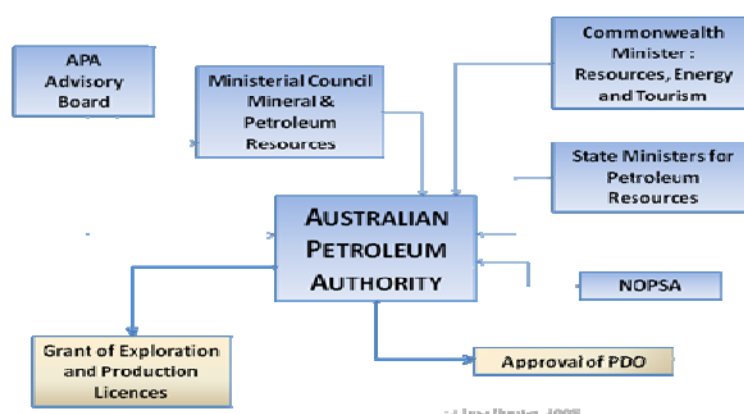 APA
Advisory
Board
Ministerial Council
Mineral &
Petroleum
Resources
Commonwealth
Minister :
Resources, Energy
and Tourism
State Ministers for
Petroleum
Resources
AUSTRALIAN
PETROLEUM
AUTHORITY
NOPSA
Grant of Exploration
and Production
Licences
Approval of PDO